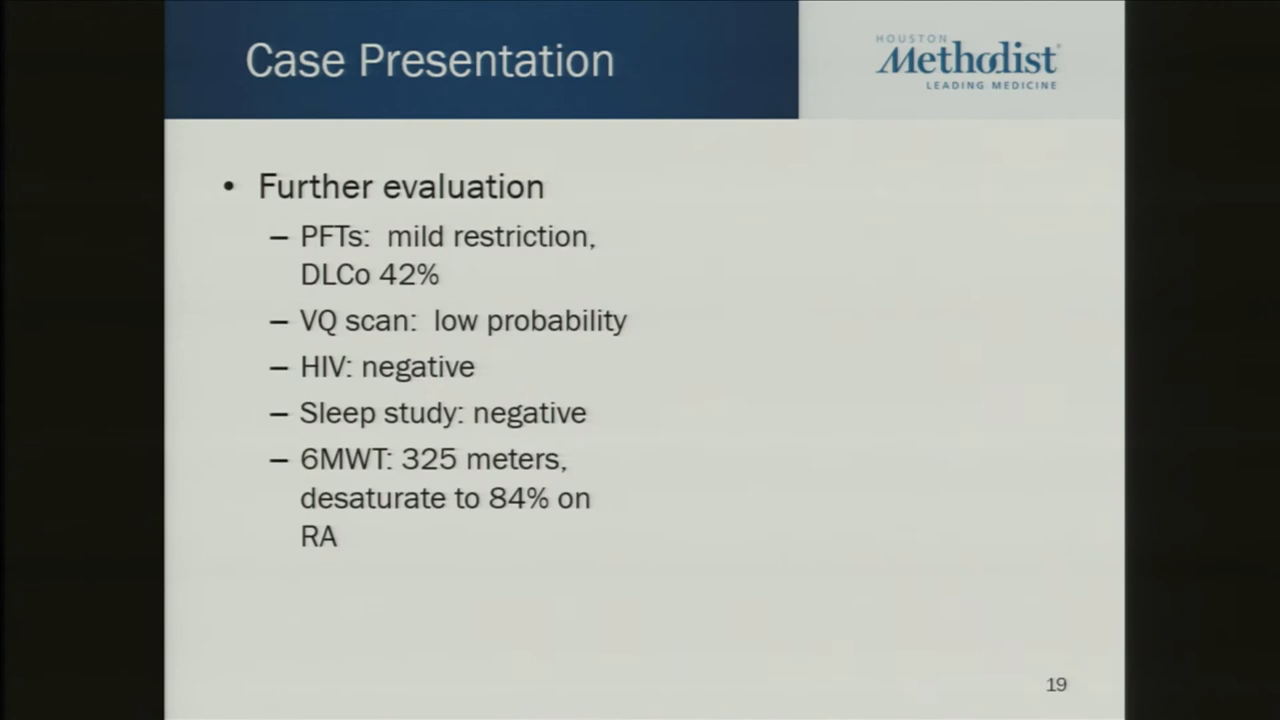 Case Presentation
HOUSTON
Methodist
LEADING MEDICINE
• Further evaluation
– PFTs:  mild restriction,
DLCo 42%
– VQ scan:  low probability
– HIV: negative
– Sleep study: negative
– 6MWT: 325 meters,
desaturate to 84% on
RA
19